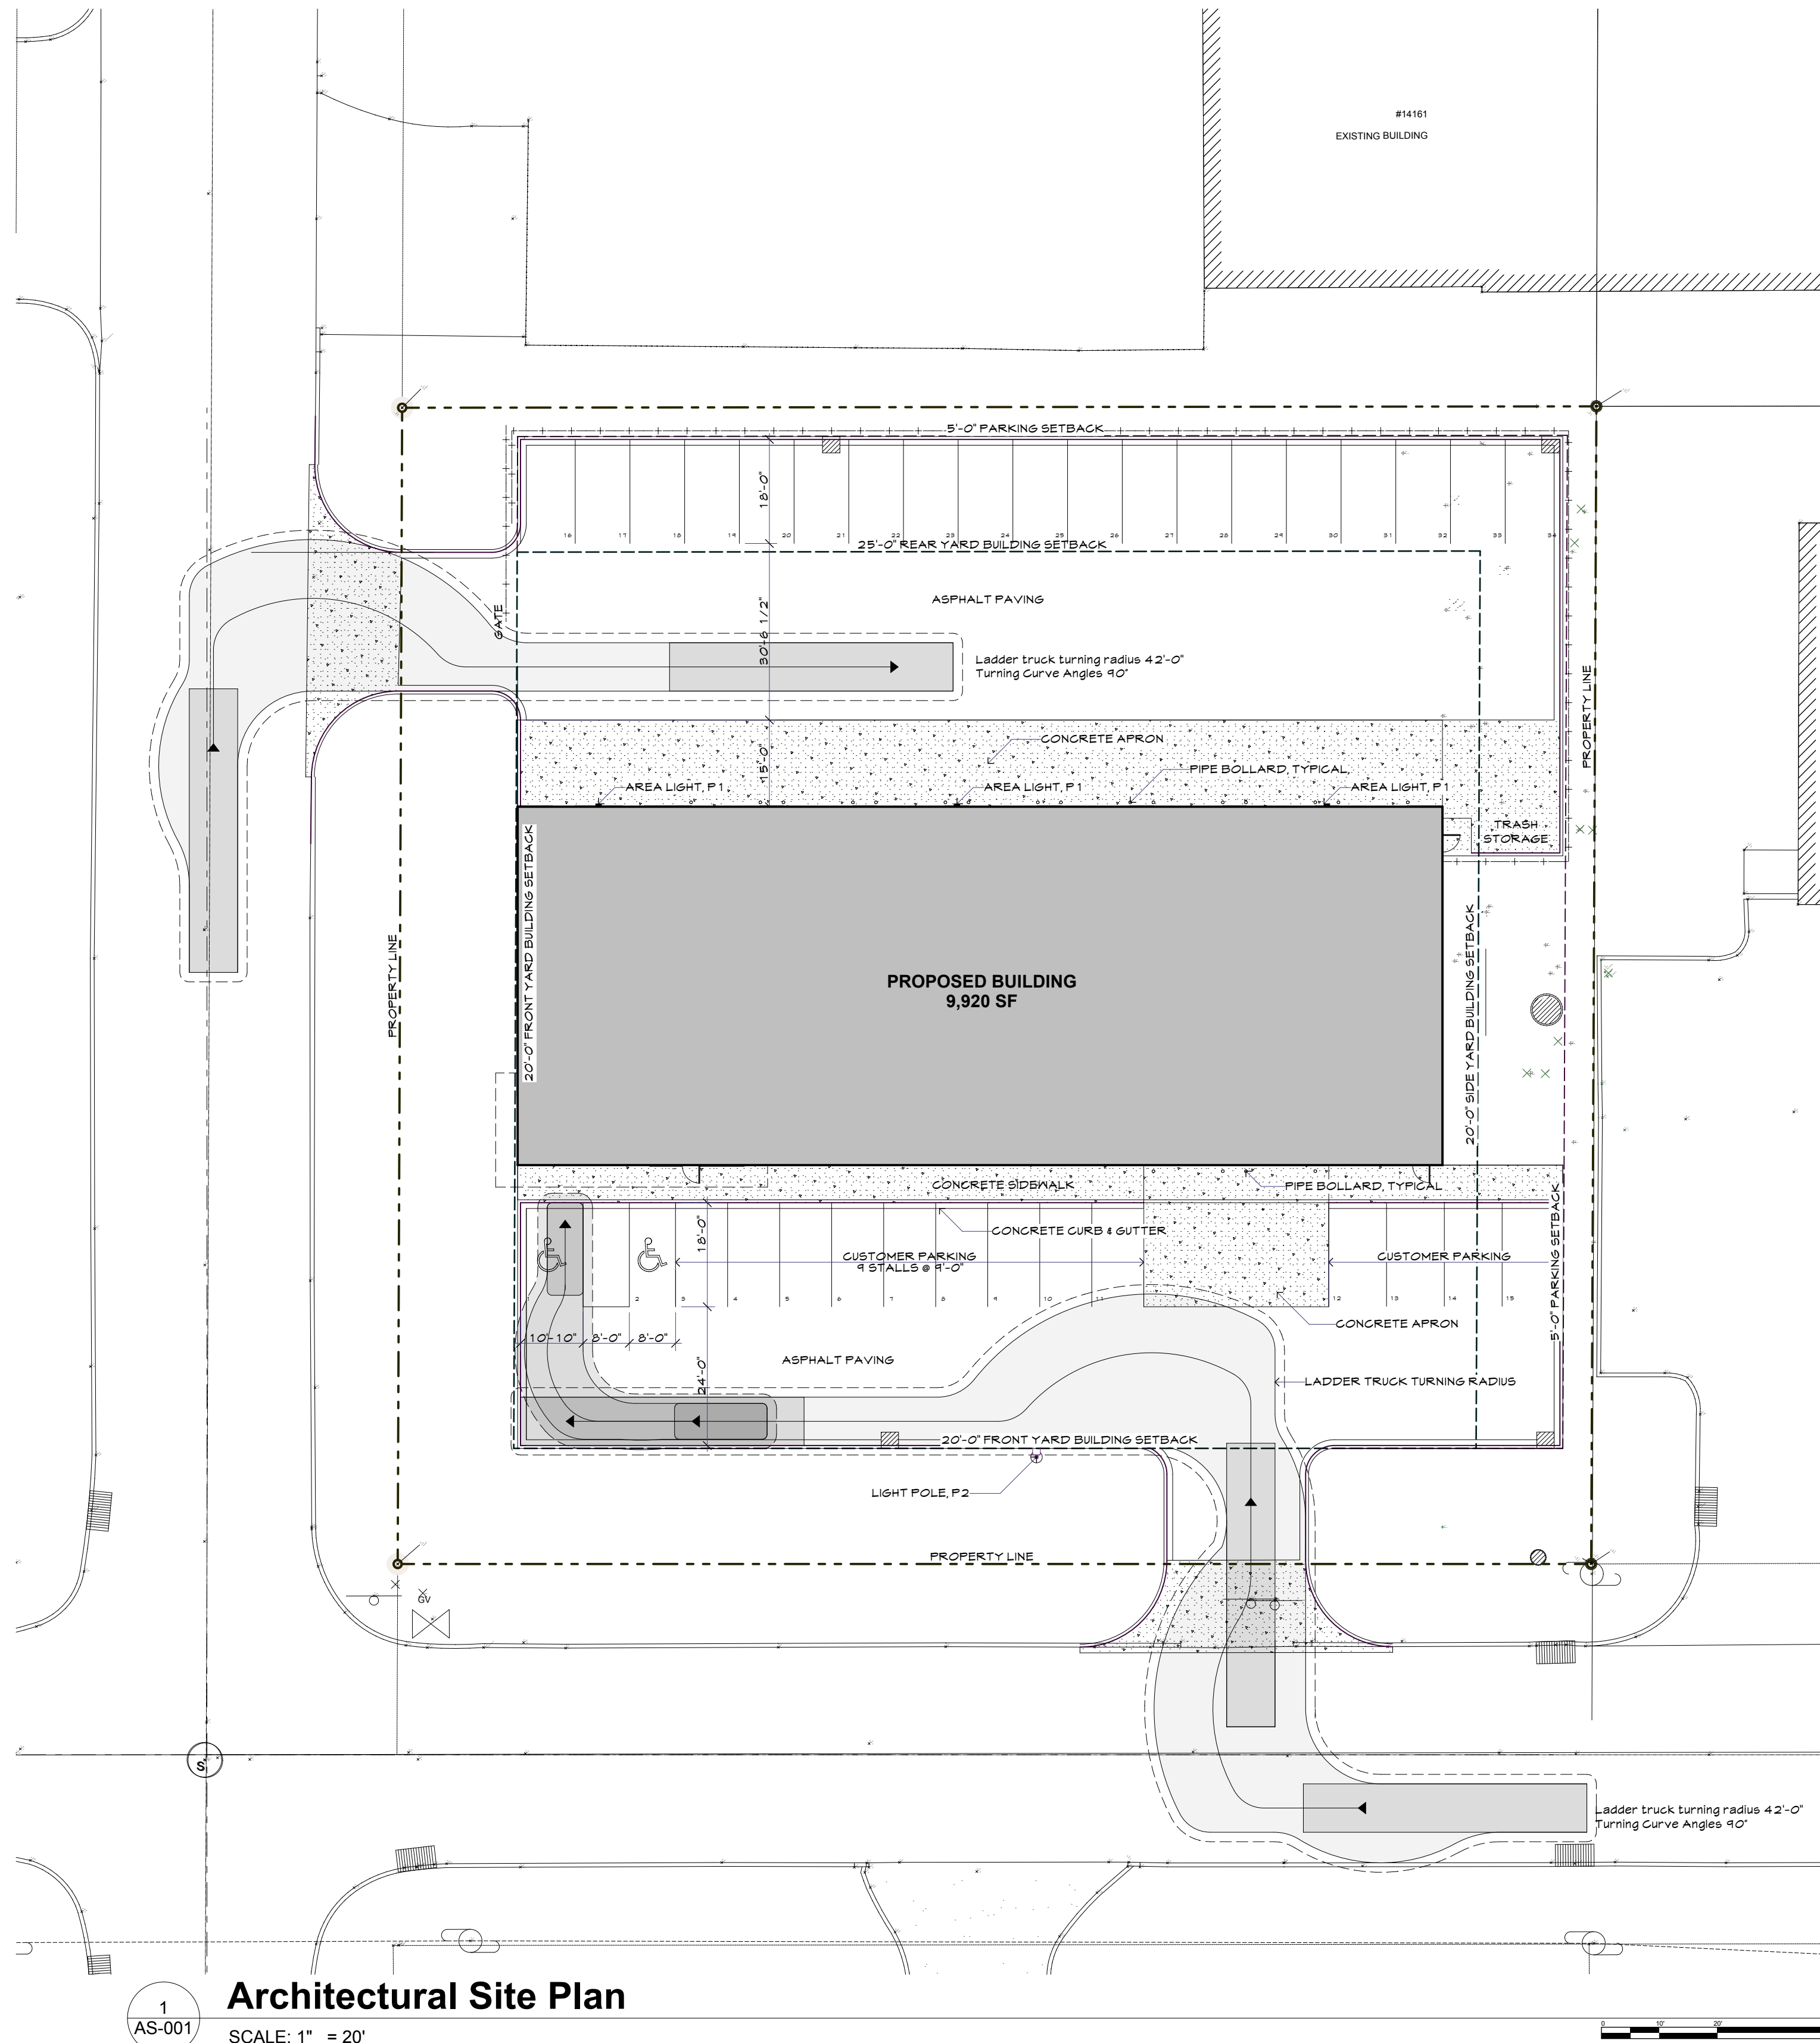 #14161
EXISTING BUILDING
5'-0" PARKING SETBACK
18'-0"
16 17 18 19 20 21 22 23 24 25 26 27 28 29 30 31 32 33 34
25'-0" REAR YARD BUILDING SETBACK
ASPHALT PAVING
GATE
30'-6 1/2"
Ladder truck turning radius 42'-0"
Turning Curve Angles 90°
PROPERTY LINE
CONCRETE APRON
15'-0"
PIPE BOLLARD, TYPICAL
AREA LIGHT, P1
AREA LIGHT, P1
AREA LIGHT, P1
TRASH
STORAGE
20'-0" FRONT YARD BUILDING SETBACK
PROPERTY LINE
PROPOSED BUILDING
9,920 SF
20'-0" SIDE YARD BUILDING SETBACK
CONCRETE SIDEWALK
PIPE BOLLARD, TYPICAL
CONCRETE CURB & GUTTER
18'-0"
CUSTOMER PARKING
9 STALLS @ 9'-0"
CUSTOMER PARKING
5'-0" PARKING SETBACK
2 3 4 5 6 7 8 9 10 11 12 13 14 15
CONCRETE APRON
10'-10" 8'-0" 8'-0"
ASPHALT PAVING
24'-0"
LADDER TRUCK TURNING RADIUS
20'-0" FRONT YARD BUILDING SETBACK
LIGHT POLE, P2
PROPERTY LINE
GV
S
Ladder truck turning radius 42'-0"
Turning Curve Angles 90°
1
AS-001
Architectural Site Plan
SCALE: 1" = 20'
0 10' 20'